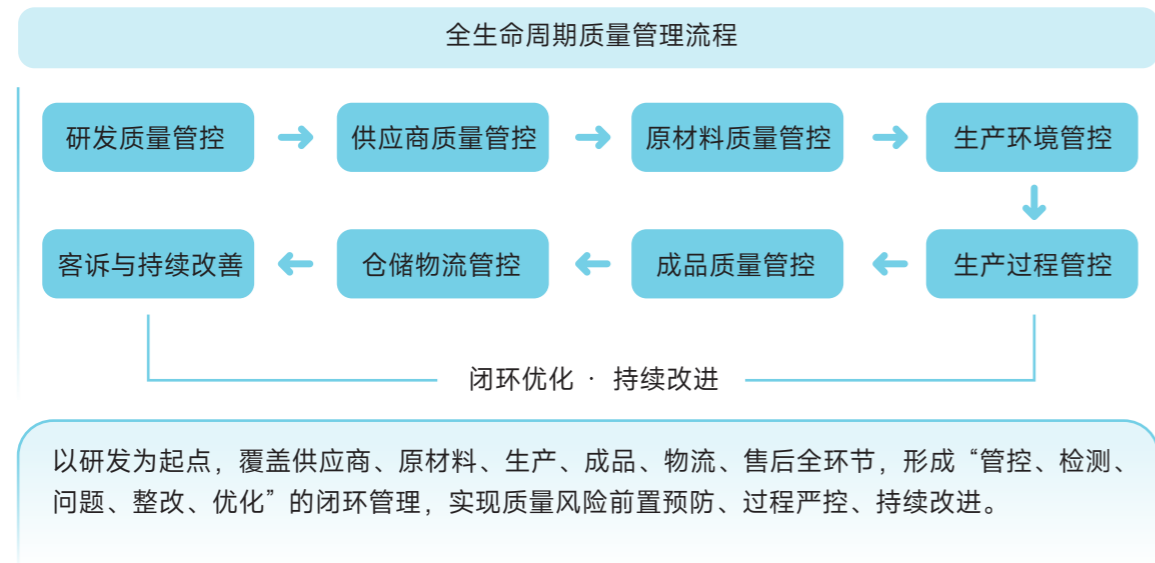 全生命周期质量管理流程
研发质量管控
供应商质量管控
原材料质量管控
生产环境管控
客诉与持续改善
仓储物流管控
成品质量管控
生产过程管控
闭环优化 · 持续改进
以研发为起点，覆盖供应商、原材料、生产、成品、物流、售后全环节，形成“管控、检测、
问题、整改、优化”的闭环管理，实现质量风险前置预防、过程严控、持续改进。